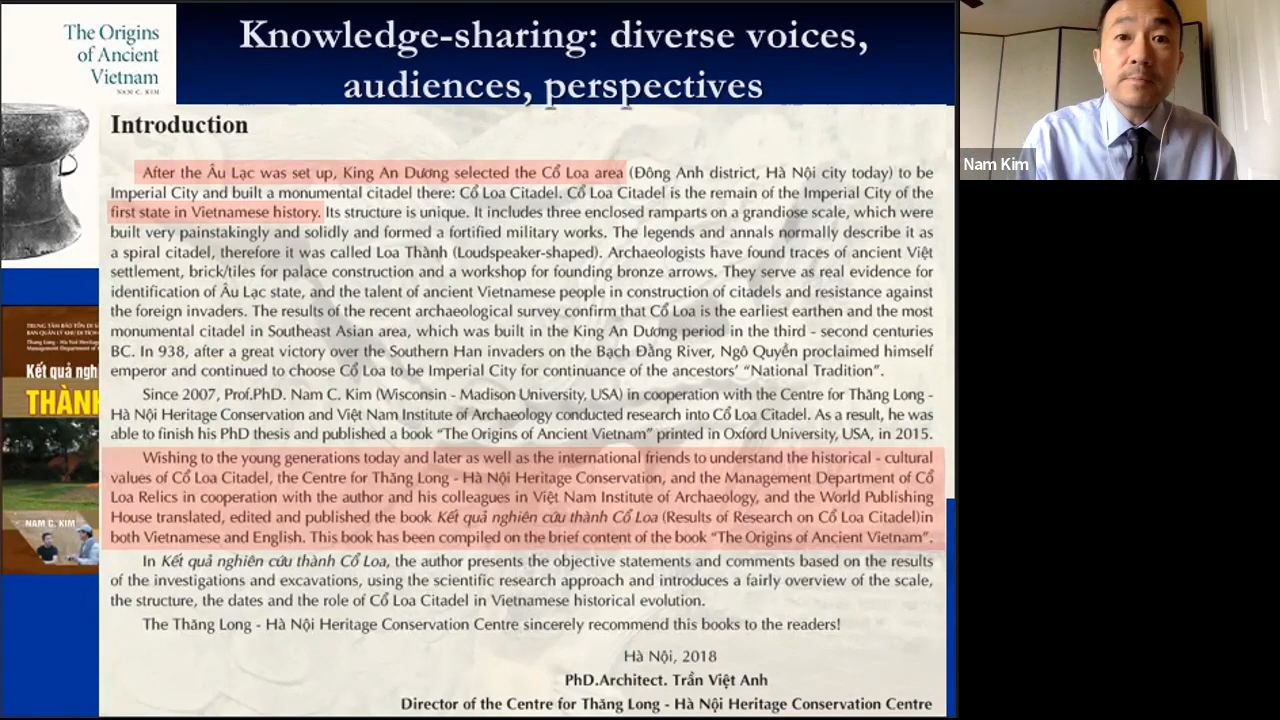 The Origins
of Ancient
Vietnam
NAM C. KIM
Knowledge-sharing: diverse voices,
audiences, perspectives
Nam Kim
Introduction
After the Âu Lạc was set up, King An Dương selected the Cổ Loa area (Đông Anh district, Hà Nội city today) to be
Imperial City and built a monumental citadel there: Cổ Loa Citadel. Cổ Loa Citadel is the remain of the Imperial City of the
first state in Vietnamese history. Its structure is unique. It includes three enclosed ramparts on a grandiose scale, which were
built very painstakingly and solidly and formed a fortified military works. The legends and annals normally describe it as
a spiral citadel, therefore it was called Loa Thành (Loudspeaker-shaped). Archaeologists have found traces of ancient Việt
settlement, brick/tiles for palace construction and a workshop for founding bronze arrows. They serve as real evidence for
identification of Âu Lạc state, and the talent of ancient Vietnamese people in construction of citadels and resistance against
the foreign invaders. The results of the recent archaeological survey confirm that Cổ Loa is the earliest earthen and the most
monumental citadel in Southeast Asian area, which was built in the King An Dương period in the third - second centuries
BC. In 938, after a great victory over the Southern Han invaders on the Bạch Đằng River, Ngô Quyền proclaimed himself
emperor and continued to choose Cổ Loa to be Imperial City for continuance of the ancestors' "National Tradition".
Since 2007, Prof.PhD. Nam C. Kim (Wisconsin - Madison University, USA) in cooperation with the Centre for Thăng Long -
Hà Nội Heritage Conservation and Việt Nam Institute of Archaeology conducted research into Cổ Loa Citadel. As a result, he was
able to finish his PhD thesis and published a book "The Origins of Ancient Vietnam" printed in Oxford University, USA, in 2015.
Wishing to the young generations today and later as well as the international friends to understand the historical - cultural
values of Cổ Loa Citadel, the Centre for Thăng Long - Hà Nội Heritage Conservation, and the Management Department of Cổ
Loa Relics in cooperation with the author and his colleagues in Việt Nam Institute of Archaeology, and the World Publishing
House translated, edited and published the book Kết quả nghiên cứu thành Cổ Loa (Results of Research on Cổ Loa Citadel)in
both Vietnamese and English. This book has been compiled on the brief content of the book "The Origins of Ancient Vietnam".
In Kết quả nghiên cứu thành Cổ Loa, the author presents the objective statements and comments based on the results
of the investigations and excavations, using the scientific research approach and introduces a fairly overview of the scale,
the structure, the dates and the role of Cổ Loa Citadel in Vietnamese historical evolution.
The Thăng Long - Hà Nội Heritage Conservation Centre sincerely recommend this books to the readers!
Hà Nội, 2018
PhD.Architect. Trần Việt Anh
Director of the Centre for Thăng Long - Hà Nội Heritage Conservation Centre
TRUNG TÂM BẢO TỒN DI S
BAN QUẢN LÝ KHU DI TÍCH
Thang Long - Ha Noi Heritage
Management Department of
Kết quả ngh
THÀNH
NAM C. KIM